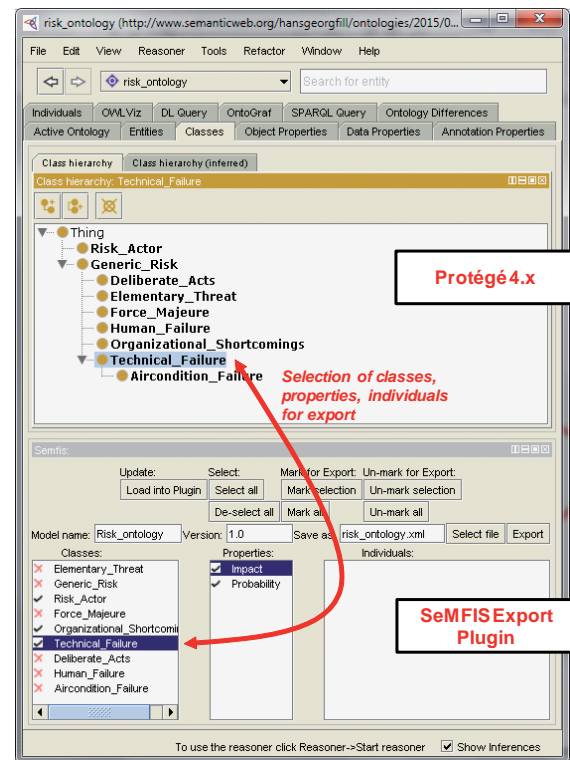 risk_ontology (http://www.semanticweb.org/hansgeorgfill/ontologies/2015/0...
File Edit View Reasoner Tools Refactor Window Help
risk_ontology Search for entity
Individuals OWLViz DL Query OntoGraf SPARQL Query Ontology Differences
Active Ontology Entities Classes Object Properties Data Properties Annotation Properties
Class hierarchy Class hierarchy (inferred)
Class hierarchy: Technical_Failure
Thing
Risk_Actor
Generic_Risk
Deliberate_Acts
Elementary_Threat
Force_Majeure
Human_Failure
Organizational_Shortcomings
Technical_Failure
Aircondition_Failure
Protégé 4.x
Selection of classes,
properties, individuals
for export
Semfis:
Update: Select: Mark for Export: Un-mark for Export:
Load into Plugin Select all Mark selection Un-mark selection
De-select all Mark all Un-mark all
Model name: Risk_ontology Version: 1.0 Save as: risk_ontology.xml Select file Export
Classes: Properties: Individuals:
Elementary_Threat Impact
Generic_Risk Probability
Risk_Actor
Force_Majeure
Organizational_Shortcomi
Technical_Failure
Deliberate_Acts
Human_Failure
Aircondition_Failure
SeMFIS Export
Plugin
To use the reasoner click Reasoner->Start reasoner Show Inferences